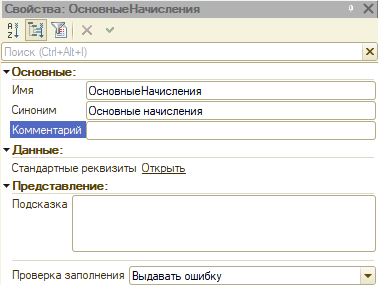 Свойства: ОсновныеНачисления
Поиск (Ctrl+Alt+I)
Основные:
Имя ОсновныеНачисления
Синоним Основные начисления
Комментарий
Данные:
Стандартные реквизиты Открыть
Представление:
Подсказка
Проверка заполнения Выдавать ошибку